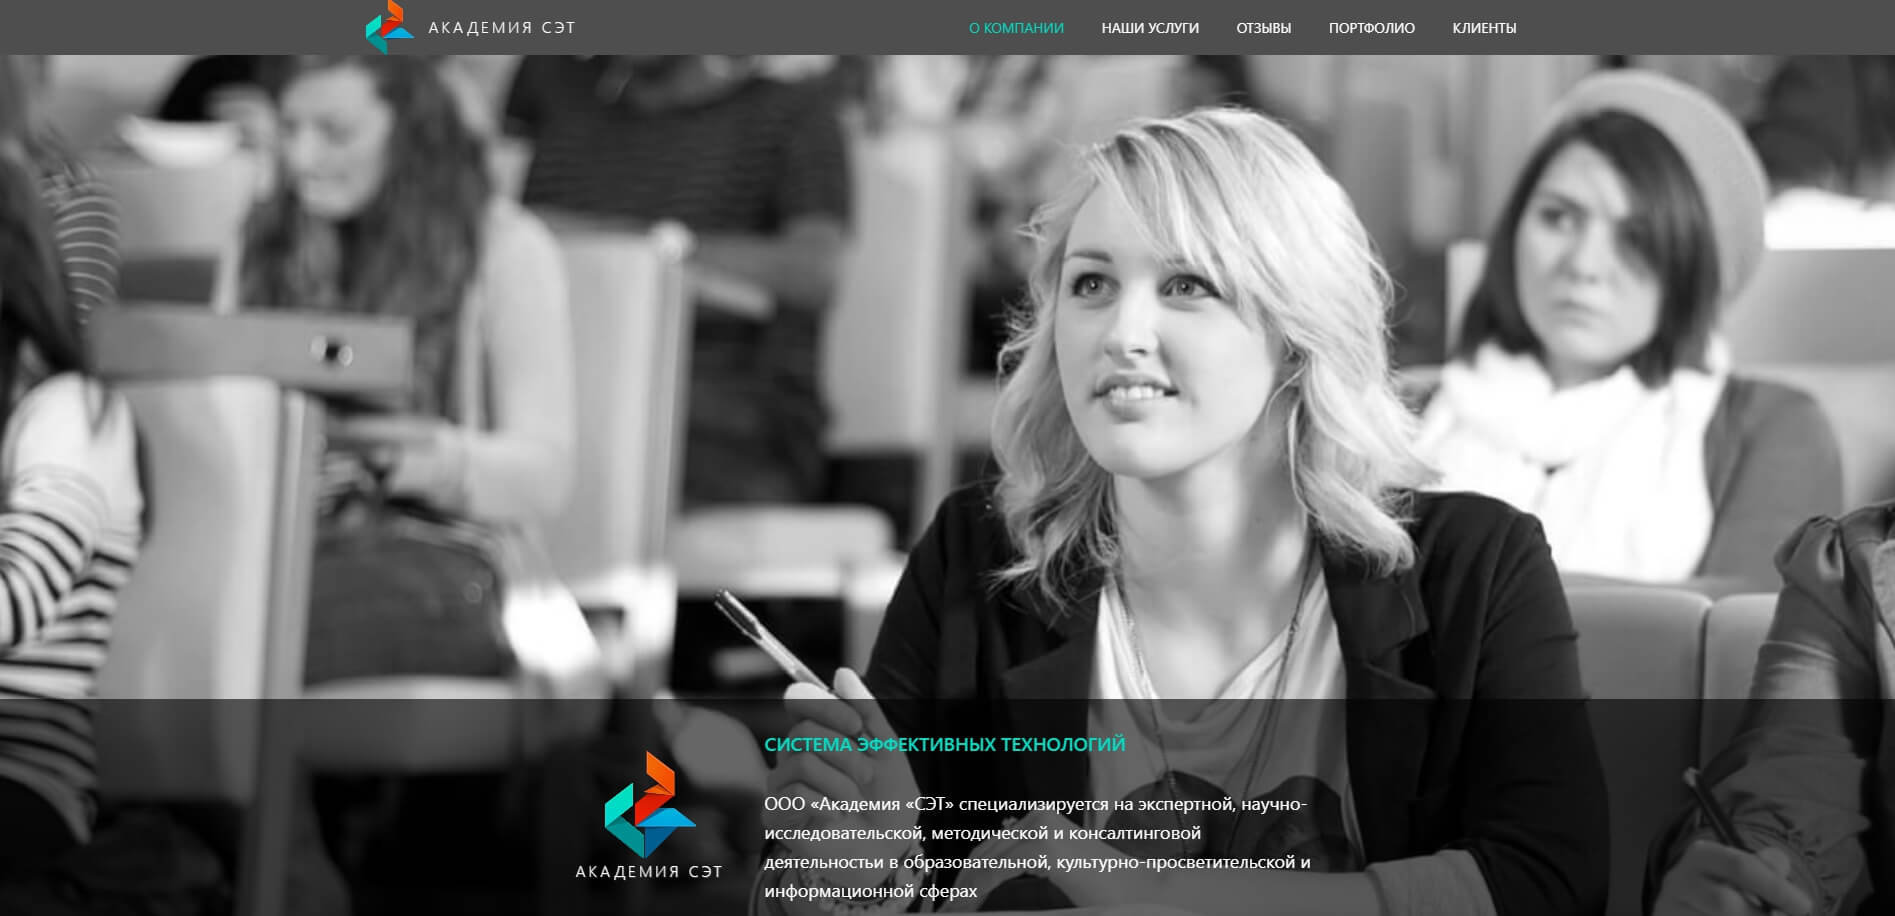 АКАДЕМИЯ СЭТ
О КОМПАНИИ
НАШИ УСЛУГИ
ОТЗЫВЫ
ПОРТФОЛИО
КЛИЕНТЫ
СИСТЕМА ЭФФЕКТИВНЫХ ТЕХНОЛОГИЙ
ООО «Академия «СЭТ» специализируется на экспертной, научно-
исследовательской, методической и консалтинговой
деятельностьи в образовательной, культурно-просветительской и
информационной сферах
АКАДЕМИЯ СЭТ